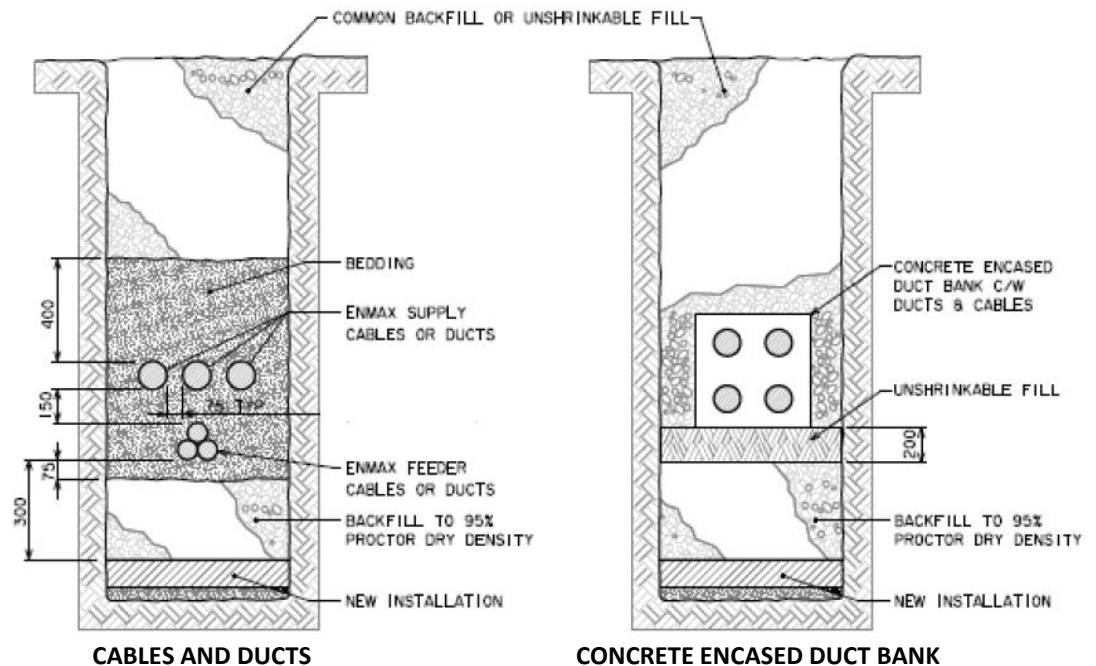 COMMON BACKFILL OR UNSHRINKABLE FILL
BEDDING
ENMAX SUPPLY
CABLES OR DUCTS
400
150
75 TYP
75
300
ENMAX FEEDER
CABLES OR DUCTS
BACKFILL TO 95%
PROCTOR DRY DENSITY
NEW INSTALLATION
CABLES AND DUCTS
CONCRETE ENCASED
DUCT BANK C/W
DUCTS & CABLES
UNSHRINKABLE FILL
200
BACKFILL TO 95%
PROCTOR DRY DENSITY
NEW INSTALLATION
CONCRETE ENCASED DUCT BANK